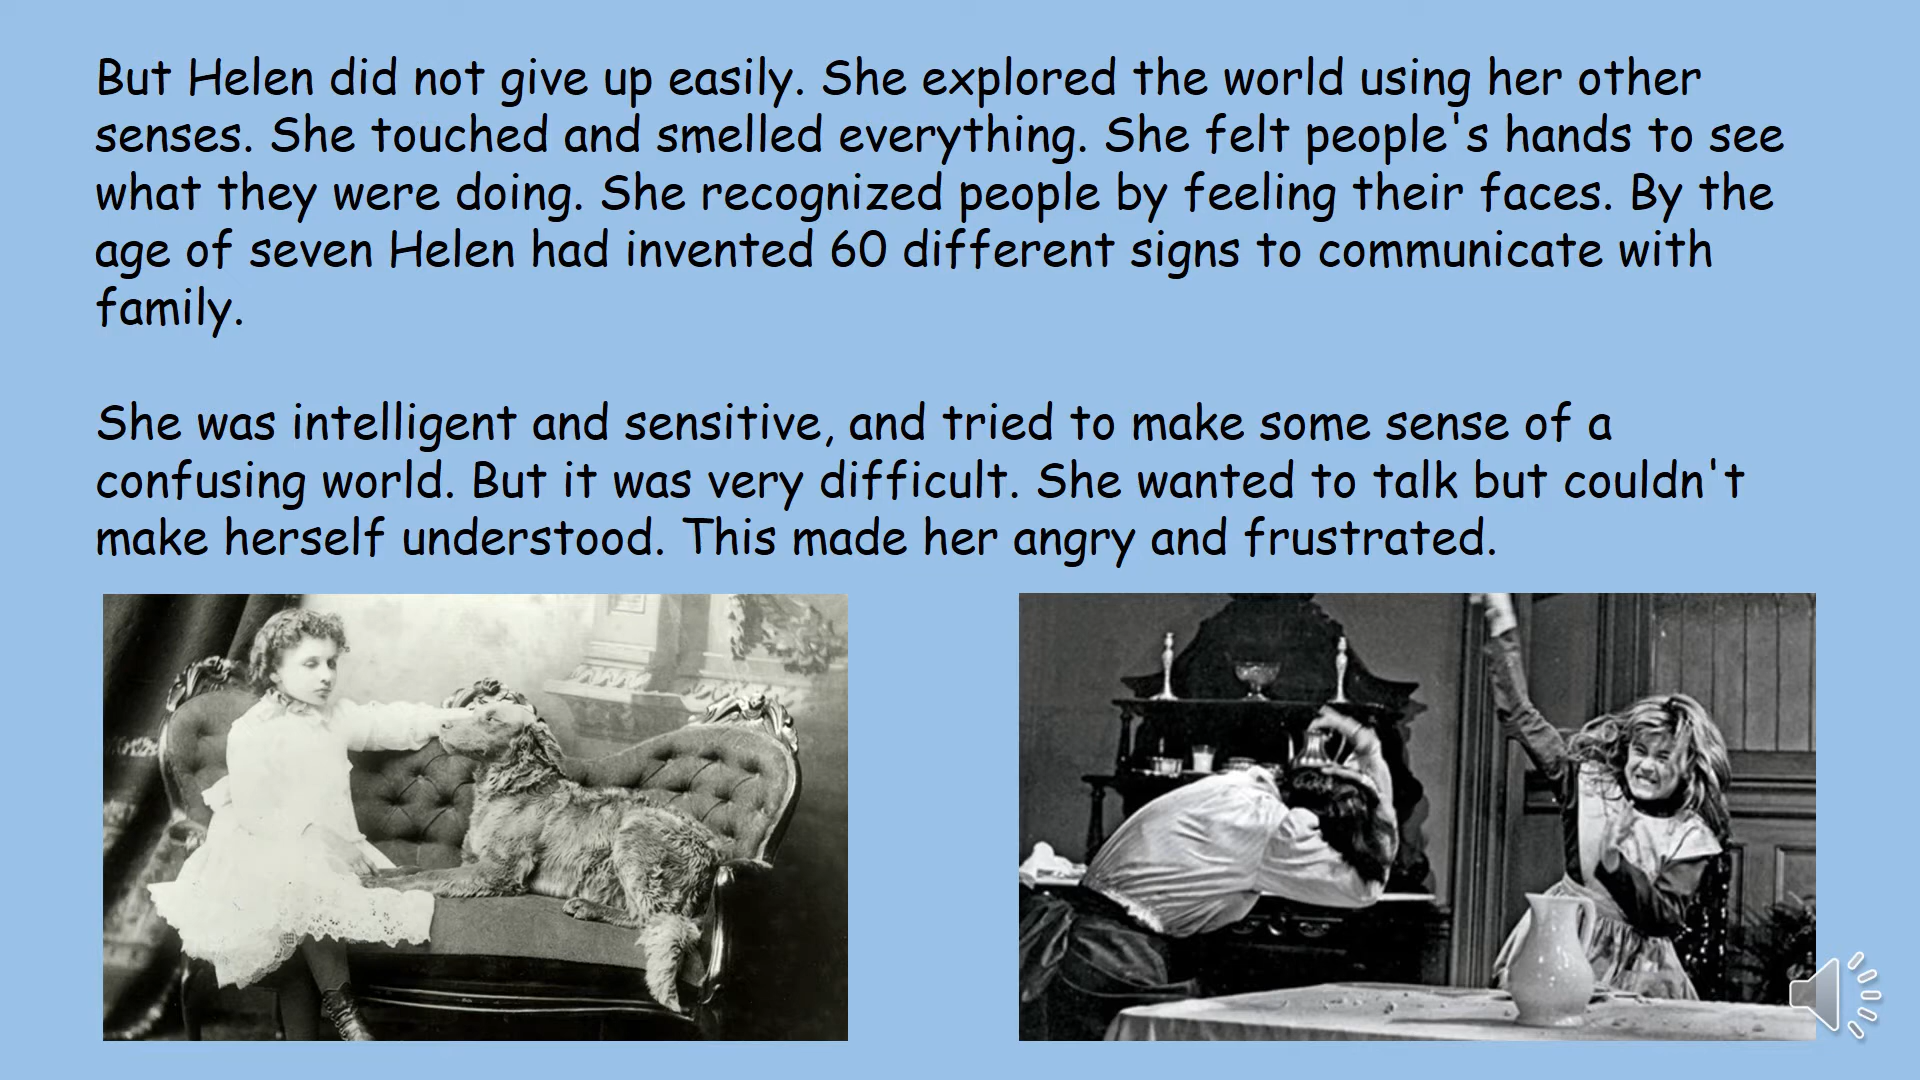 But Helen did not give up easily. She explored the world using her other
senses. She touched and smelled everything. She felt people's hands to see
what they were doing. She recognized people by feeling their faces. By the
age of seven Helen had invented 60 different signs to communicate with
family.
She was intelligent and sensitive, and tried to make some sense of a
confusing world. But it was very difficult. She wanted to talk but couldn't
make herself understood. This made her angry and frustrated.